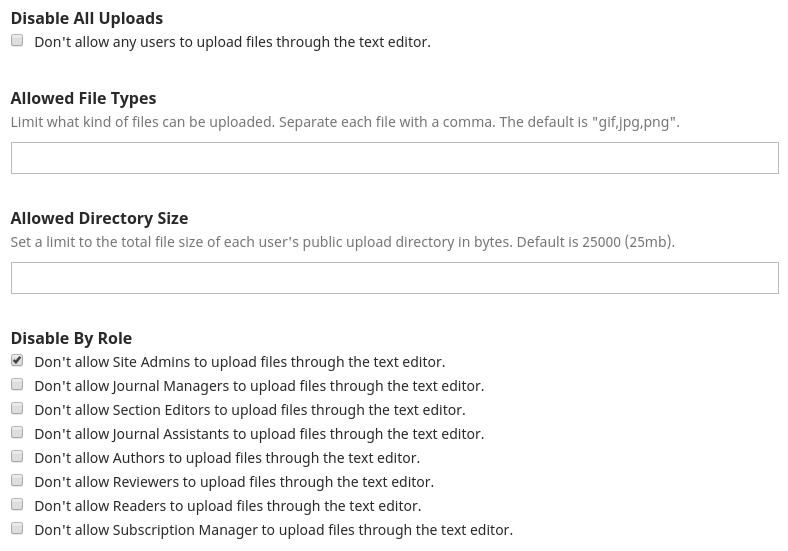 Disable All Uploads
Don't allow any users to upload files through the text editor.
Allowed File Types
Limit what kind of files can be uploaded. Separate each file with a comma. The default is "gif,jpg,png".
Allowed Directory Size
Set a limit to the total file size of each user's public upload directory in bytes. Default is 25000 (25mb).
Disable By Role
Don't allow Site Admins to upload files through the text editor.
Don't allow Journal Managers to upload files through the text editor.
Don't allow Section Editors to upload files through the text editor.
Don't allow Journal Assistants to upload files through the text editor.
Don't allow Authors to upload files through the text editor.
Don't allow Reviewers to upload files through the text editor.
Don't allow Readers to upload files through the text editor.
Don't allow Subscription Manager to upload files through the text editor.